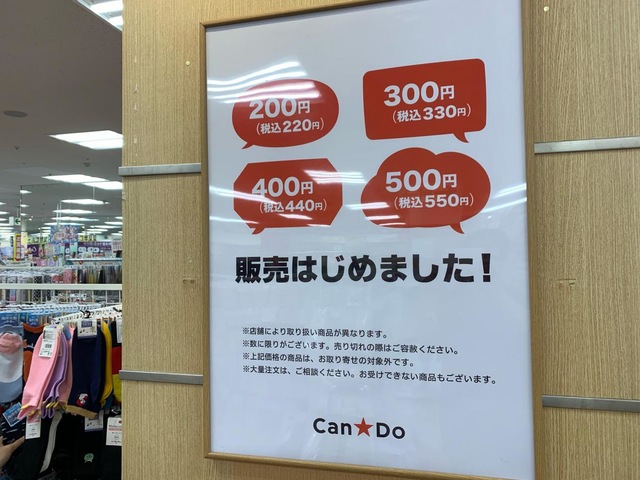 200円
(税込220円)
300円
(税込330円)
400円
(税込440円)
500円
(税込550円)
販売はじめました!
※店舗により取り扱い商品が異なります。
※数に限りがございます。売り切れの際はご容赦ください。
※上記価格の商品は、お取り寄せの対象外です。
※大量注文は、ご相談ください。お受けできない商品もございます。
Can★Do